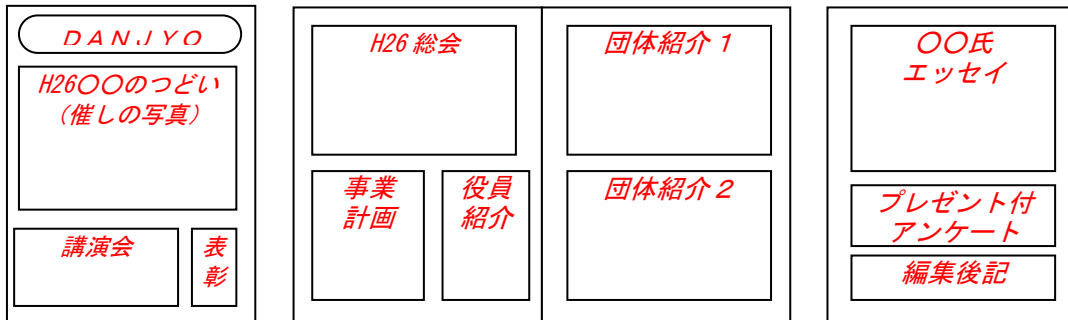 DANJYO
H26〇〇のつどい
（催しの写真）
講演会
表
彰
H26 総会
事業
計画
役員
紹介
団体紹介 1
団体紹介 2
〇〇氏
エッセイ
プレゼント付
アンケート
編集後記